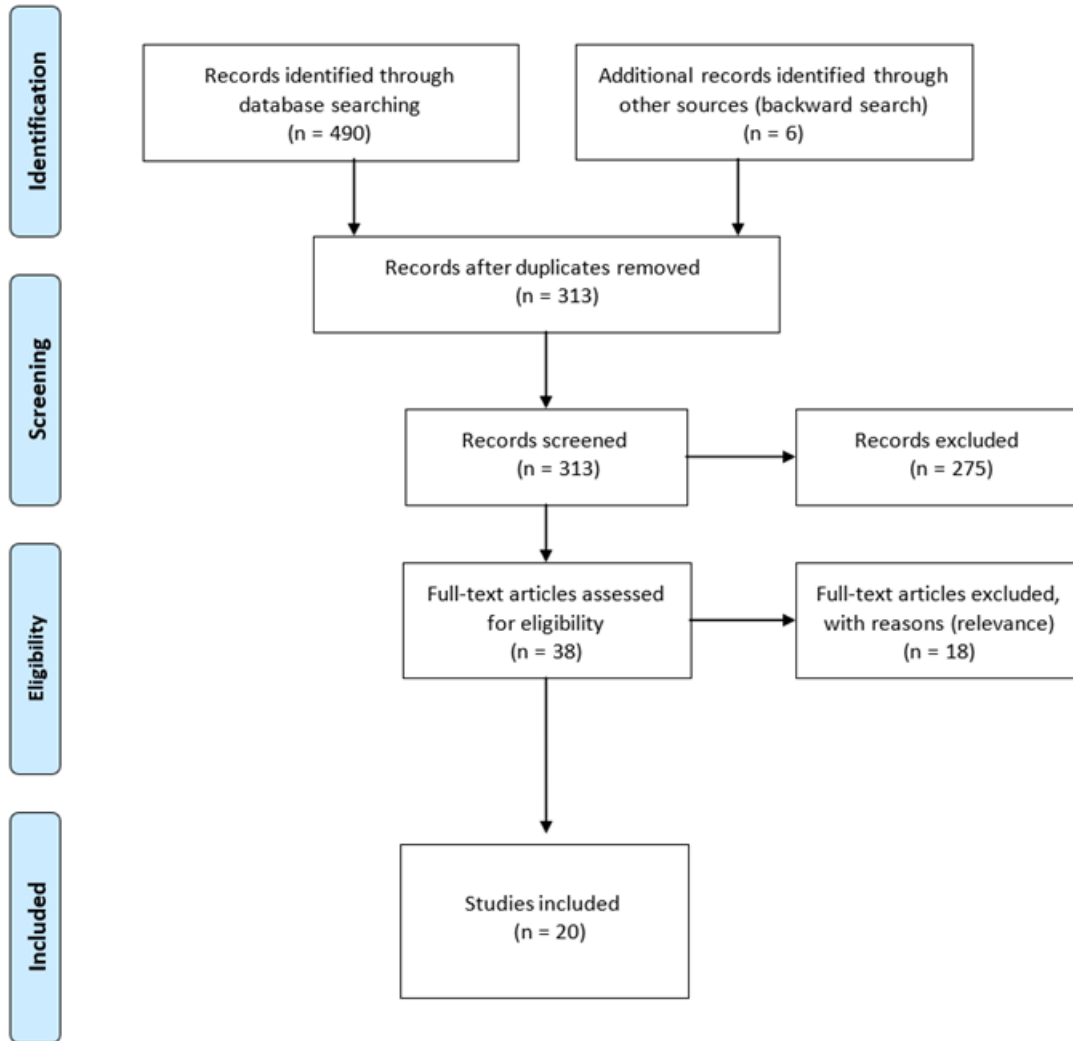 Identification
Records identified through
database searching
(n = 490)
Additional records identified through
other sources (backward search)
(n = 6)
Records after duplicates removed
(n = 313)
Screening
Records screened
(n = 313)
Records excluded
(n = 275)
Eligibility
Full-text articles assessed
for eligibility
(n = 38)
Full-text articles excluded,
with reasons (relevance)
(n = 18)
Included
Studies included
(n = 20)